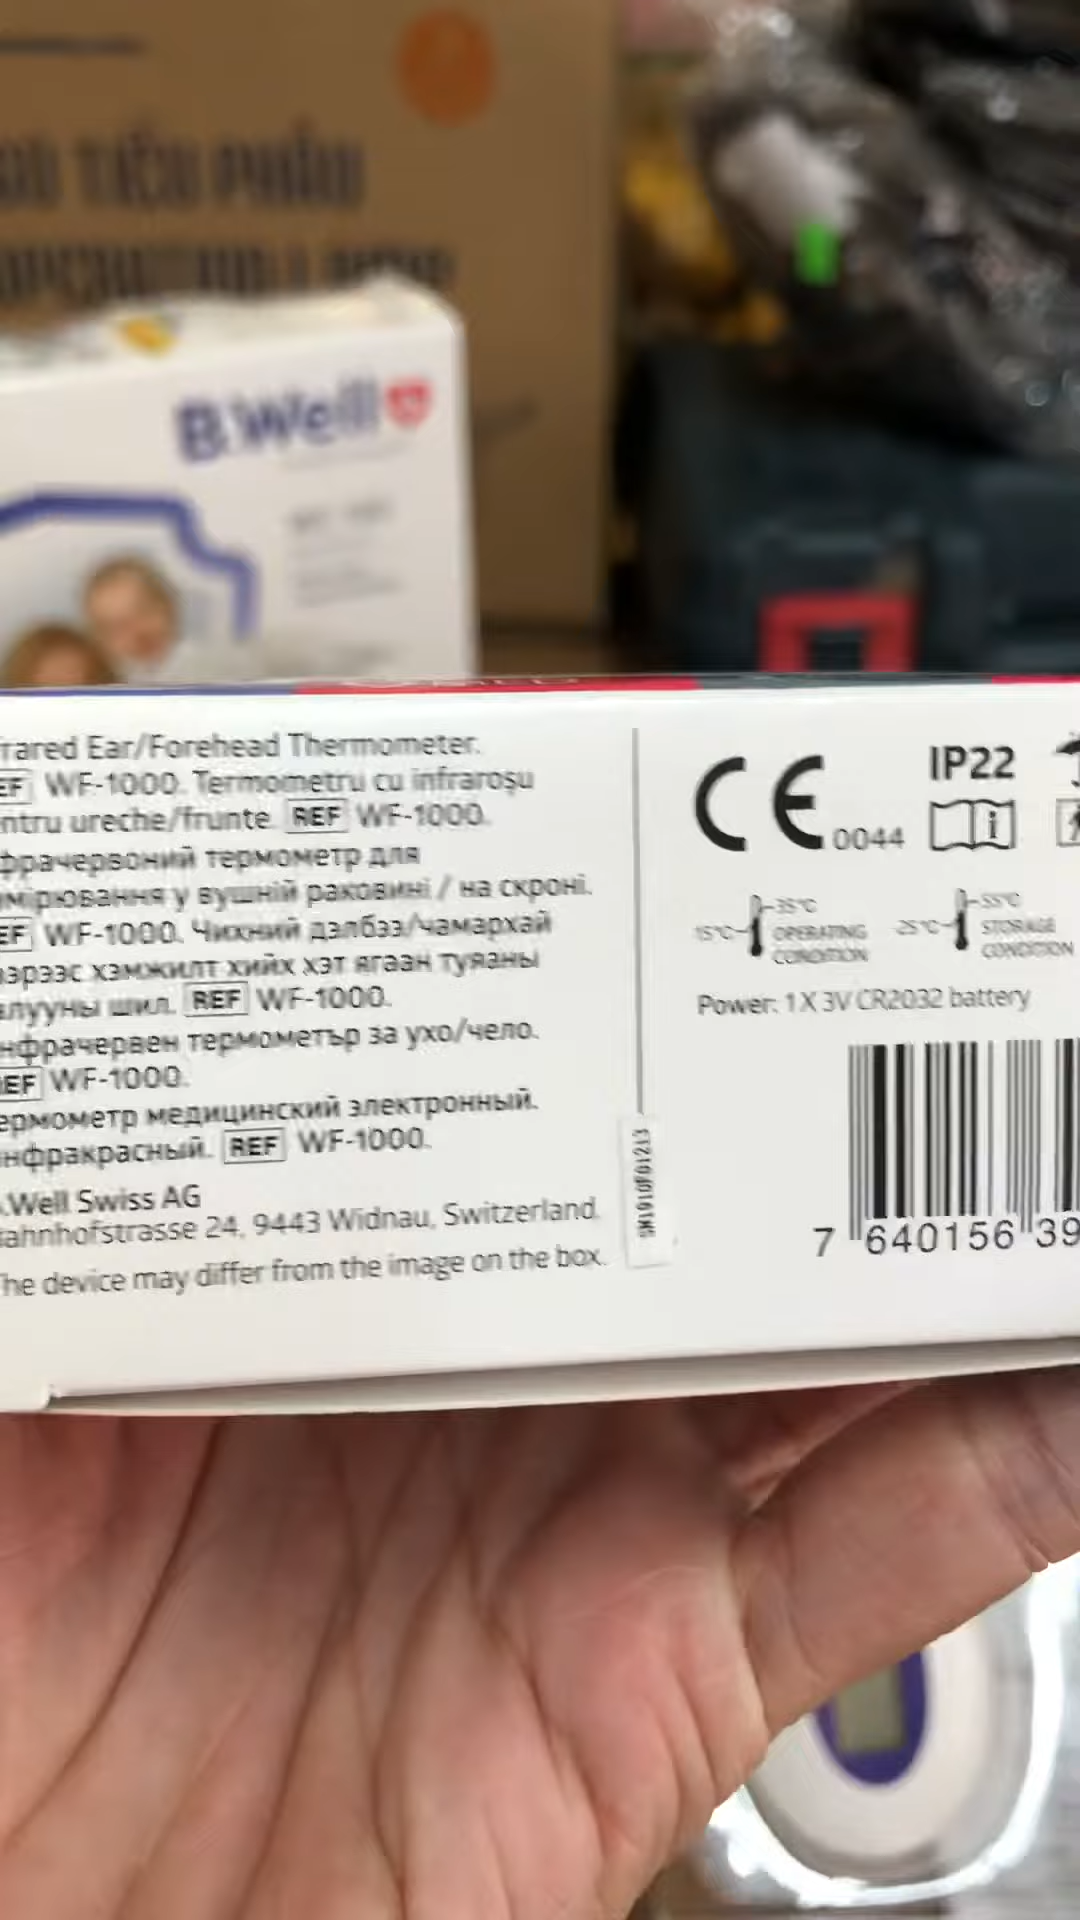 B.Well
frared Ear/Forehead Thermometer.
EF WF-1000. Termometru cu infraroșu
ntru ureche/frunte. REF WF-1000.
фрачервоний термометр для
мірювання у вушній раковині / на скроні.
EF WF-1000. Чихний дэлбээ/чамархай
ээрээс хэмжилт хийх хэт ягаан туяаны
алууны шил. REF WF-1000.
нфрачервен термометър за ухо/чело.
REF WF-1000.
ермометр медицинский электронный.
нфракрасный. REF WF-1000.
.Well Swiss AG
ahnhofstrasse 24, 9443 Widnau, Switzerland.
The device may differ from the image on the box.
CE 0044
IP22
i
15°C 35°C OPERATING
CONDITION
-25°C 55°C STORAGE
CONDITION
Power: 1 X 3V CR2032 battery
7 640156 39